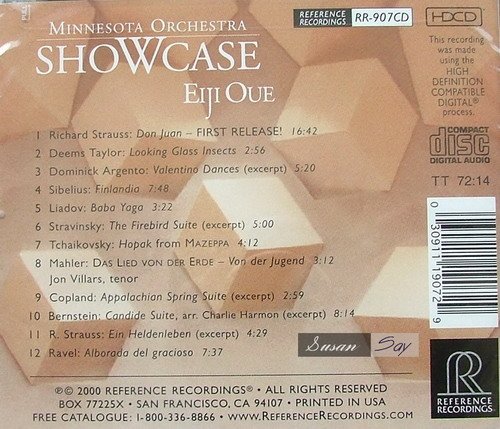 MINNESOTA ORCHESTRA
SHOWCASE
EIJI OUE
REFERENCE RECORDINGS RR-907CD
HDCD
This recording
was made
using the
HIGH
DEFINITION
COMPATIBLE
DIGITAL®
process.
COMPACT
disc
DIGITAL AUDIO
TT 72:14
1 Richard Strauss: Don Juan – FIRST RELEASE! 16:42
2 Deems Taylor: Looking Glass Insects 2:56
3 Dominick Argento: Valentino Dances (excerpt) 5:20
4 Sibelius: Finlandia 7:48
5 Liadov: Baba Yaga 3:22
6 Stravinsky: The Firebird Suite (excerpt) 5:00
7 Tchaikovsky: Hopak from MAZEPPA 4:12
8 Mahler: DAS LIED VON DER ERDE – Von der Jugend 3:12
Jon Villars, tenor
9 Copland: Appalachian Spring Suite (excerpt) 2:59
10 Bernstein: Candide Suite, arr. Charlie Harmon (excerpt) 8:14
11 R. Strauss: Ein Heldenleben (excerpt) 4:29
12 Ravel: Alborada del gracioso 7:37
Susan Say
0 30911 19072 9
R
REFERENCE
RECORDINGS
℗© 2000 REFERENCE RECORDINGS® • ALL RIGHTS RESERVED
BOX 77225X • SAN FRANCISCO, CA 94107 • PRINTED IN USA
FREE CATALOGUE: 1-800-336-8866 • WWW.REFERENCERECORDINGS.COM